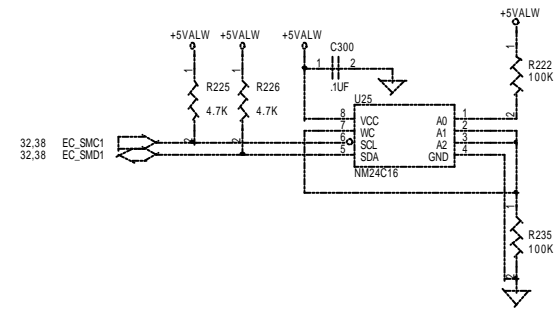 +5VALW
+5VALW +5VALW +5VALW
C300
1 2
.1UF
1 R222
100K
2
1 R225
4.7K
2
1 R226
4.7K
2
U25
8 VCC A0 1
7 WC A1 2
6 SCL A2 3
5 SDA GND 4
NM24C16
32,38 EC_SMC1
32,38 EC_SMD1
1 R235
100K
2